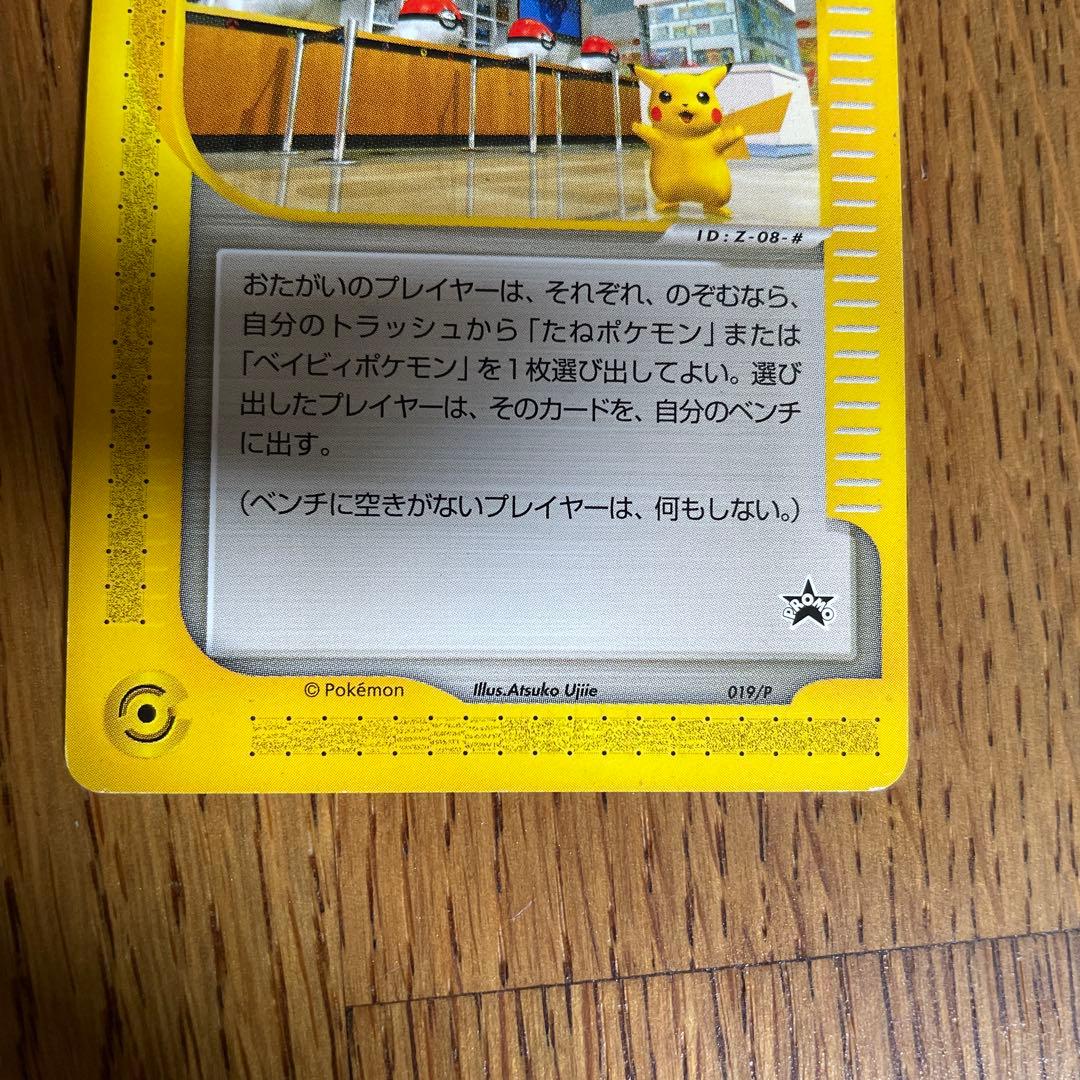 ID:Z-08-#
おたがいのプレイヤーは、それぞれ、のぞむなら、
自分のトラッシュから「たねポケモン」または
「ベイビィポケモン」を1枚選び出してよい。選び
出したプレイヤーは、そのカードを、自分のベンチ
に出す。
(ベンチに空きがないプレイヤーは、何もしない。)
PROMO
© Pokémon Illus.Atsuko Ujiie 019/P